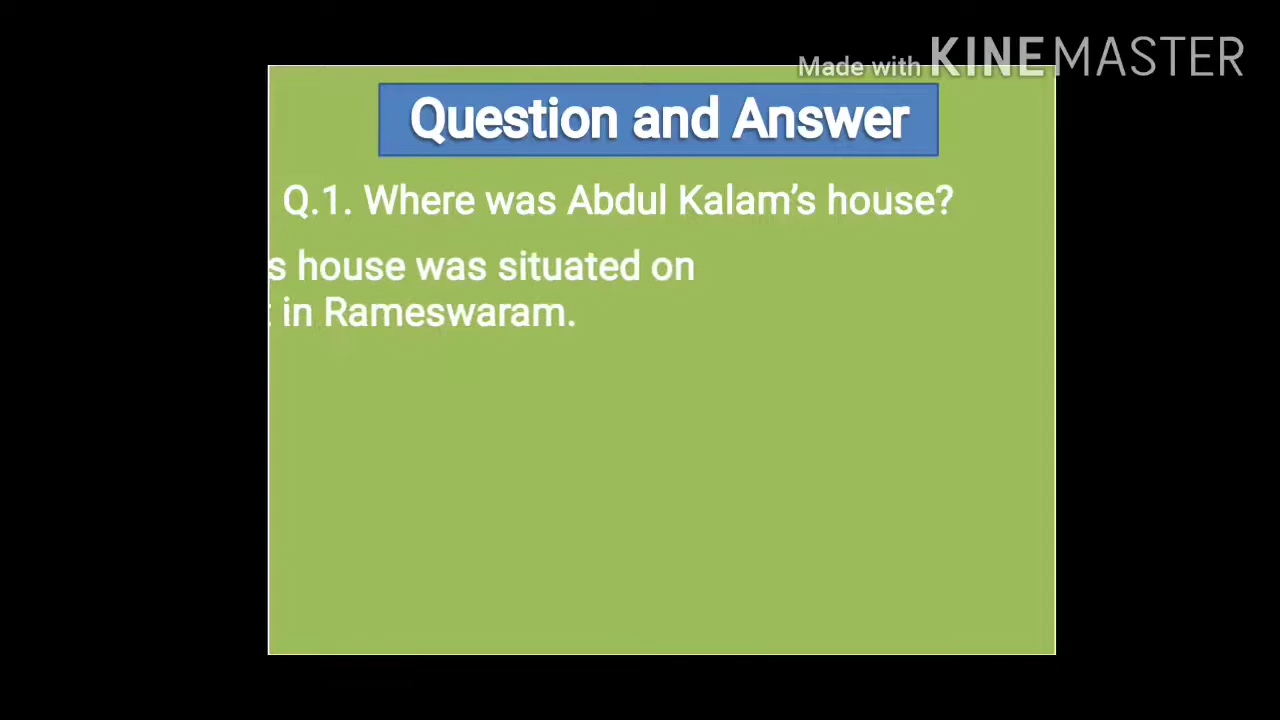 Made with KINEMASTER
Question and Answer
Q.1. Where was Abdul Kalam’s house?
s house was situated on
in Rameswaram.